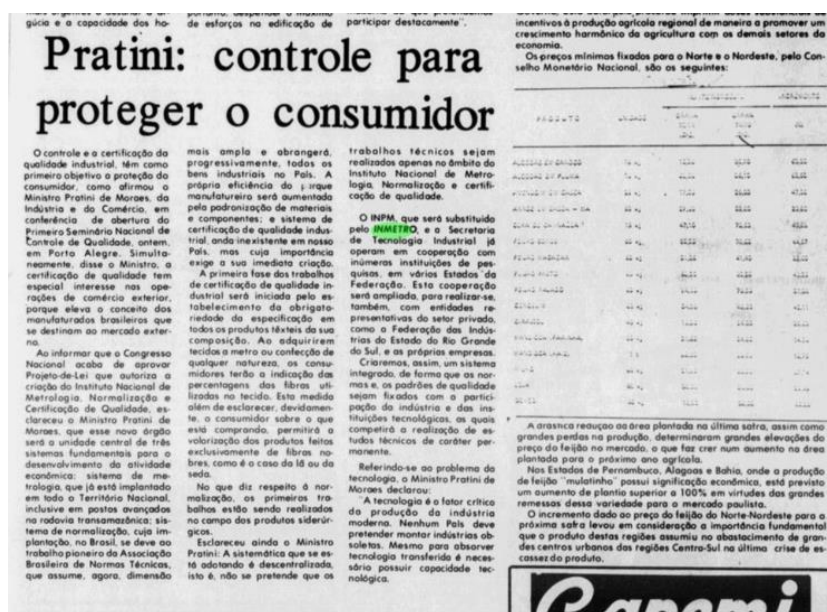 gúcia e a capacidade dos ho-
de esforços na edificação de
participar destacamente".
Pratini: controle para
proteger o consumidor
O controle e a certificação da
qualidade industrial, têm como
primeiro objetivo a proteção do
consumidor, como afirmou o
Ministro Pratini de Moraes, da
Indústria e do Comércio, em
conferência de abertura do
Primeiro Seminário Nacional de
Controle de Qualidade, ontem,
em Porto Alegre. Simulta-
neamente, disse o Ministro, a
certificação de qualidade tem
especial interesse nas ope-
rações de comércio exterior,
porque eleva o conceito dos
manufaturados brasileiros que
se destinam ao mercado exter-
no.
Ao informar que o Congresso
Nacional acaba de aprovar
Projeto-de-Lei que autoriza a
criação do Instituto Nacional de
Metrologia, Normalização e
Certificação de Qualidade, es-
clareceu o Ministro Pratini de
Moraes, que esse novo órgão
será a unidade central de três
sistemas fundamentais para o
desenvolvimento da atividade
econômica: sistema de me-
trologia, que já está implantado
em todo o Território Nacional,
inclusive em postos avançados
na rodovia transamazônica; sis-
tema de normalização, cuja im-
plantação, no Brasil, se deve ao
trabalho pioneiro da Associação
Brasileira de Normas Técnicas,
que assume, agora, dimensão
mais ampla e abrangerá,
progressivamente, todos os
bens industriais no País. A
própria eficiência do parque
manufatureiro será aumentada
pela padronização de materiais
e componentes; e sistema de
certificação de qualidade indus-
trial, anda inexistente em nosso
País, mas cuja importância
exige a sua imediata criação.
A primeira fase dos trabalhos
de certificação de qualidade in-
dustrial será iniciada pelo es-
tabelecimento da obrigato-
riedade da especificação em
todos os produtos têxteis da sua
composição. Ao adquirirem
tecidos a metro ou confecção de
qualquer natureza, os consu-
midores terão a indicação das
percentagens das fibras uti-
lizadas no tecido. Esta medida
além de esclarecer, devidamen-
te, o consumidor sobre o que
está comprando, permitirá a
valorização dos produtos feitos
exclusivamente de fibras no-
bres, como é o caso da lã ou da
seda.
No que diz respeito à nor-
malização, os primeiros tra-
balhos estão sendo realizados
no campo dos produtos siderúr-
gicos.
Esclareceu ainda o Ministro
Pratini: A sistemática que se es-
tá adotando é descentralizada,
isto é, não se pretende que os
trabalhos técnicos sejam
realizados apenas no âmbito do
Instituto Nacional de Metro-
logia, Normalização e certifi-
cação de qualidade.
O INPM, que será substituído
pelo INMETRO, e a Secretaria
de Tecnologia Industrial já
operam em cooperação com
inúmeras instituições de pes-
quisas, em vários Estados da
Federação. Esta cooperação
será ampliada, para realizar-se,
também, com entidades re-
presentativas do setor privado,
como a Federação das Indús-
trias do Estado do Rio Grande
do Sul, e as próprias empresas.
Criaremos, assim, um sistema
integrado, de forma que as nor-
mas e, os padrões de qualidade
sejam fixados com a partici-
pação da indústria e das ins-
tituições tecnológicas, as quais
competirá a realização de es-
tudos técnicos de caráter per-
manente.
Referindo-se ao problema da
tecnologia, o Ministro Pratini de
Moraes declarou:
"A tecnologia é o fator crítico
da produção da indústria
moderna. Nenhum País deve
pretender montar indústrias ob-
soletas. Mesmo para absorver
tecnologia transferida é neces-
sário possuir capacidade tec-
nológica.
incentivos à produção agrícola regional de maneira a promover um
crescimento harmônico da agricultura com os demais setores da
economia.
Os preços mínimos fixados para o Norte e o Nordeste, pelo Con-
selho Monetário Nacional, são os seguintes:
PRODUTO
A drástica redução da área plantada na última safra, assim como
grandes perdas na produção, determinaram grandes elevações do
preço do feijão no mercado, o que faz crer num aumento na área
plantada para o próximo ano agrícola.
Nos Estados de Pernambuco, Alagoas e Bahia, onde a produção
de feijão "mulatinho" possui significação econômica, está previsto
um aumento de plantio superior a 100% em virtudes das grandes
remessas dessa variedade para o mercado paulista.
O incremento dado ao preço do feijão do Norte-Nordeste para a
próxima safra levou em consideração a importância fundamental
que o produto destas regiões assumiu no abastecimento de gran-
des centros urbanos das regiões Centro-Sul na última crise de es-
cassez do produto.